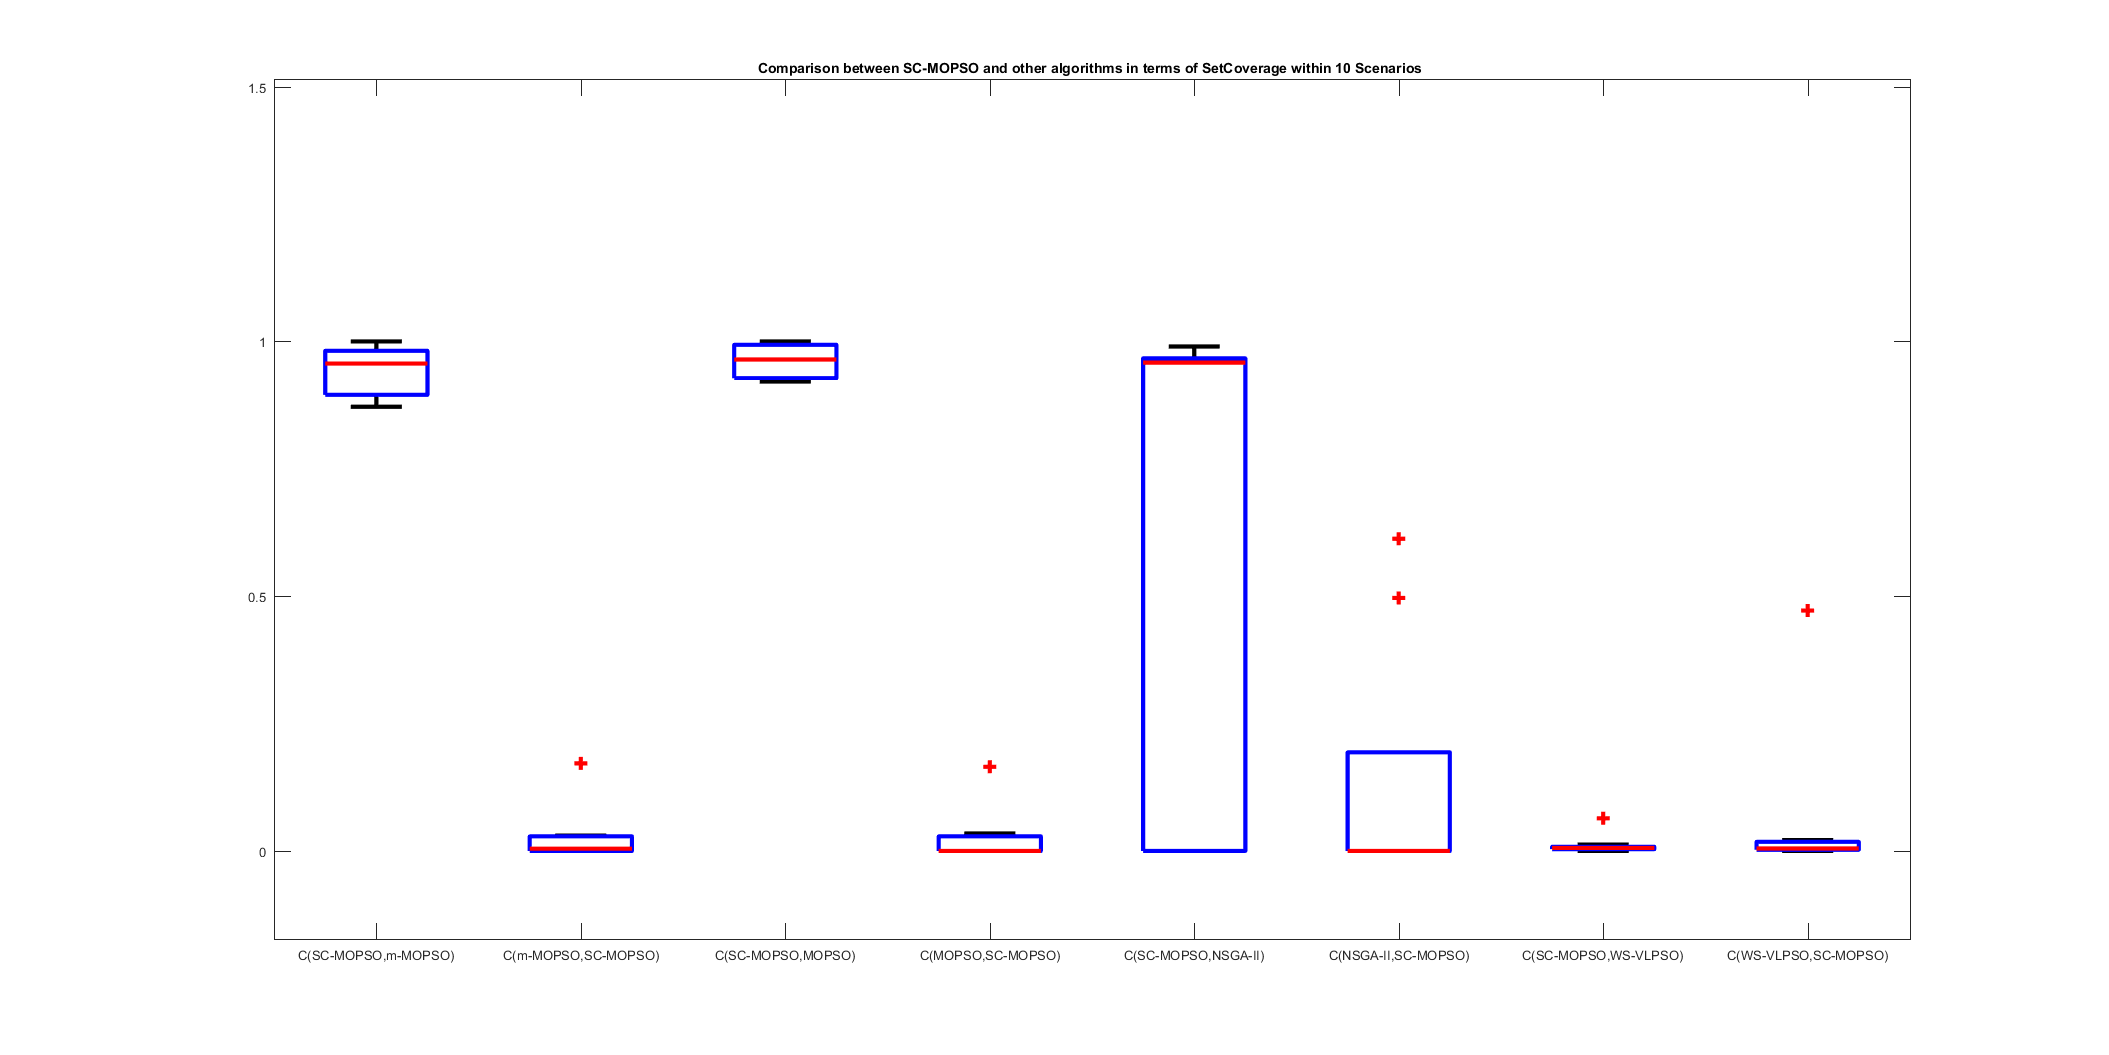 Comparison between SC-MOPSO and other algorithms in terms of SetCoverage within 10 Scenarios
1.5
1
0.5
0
C(SC-MOPSO,m-MOPSO) C(m-MOPSO,SC-MOPSO) C(SC-MOPSO,MOPSO) C(MOPSO,SC-MOPSO) C(SC-MOPSO,NSGA-II) C(NSGA-II,SC-MOPSO) C(SC-MOPSO,WS-VLPSO) C(WS-VLPSO,SC-MOPSO)